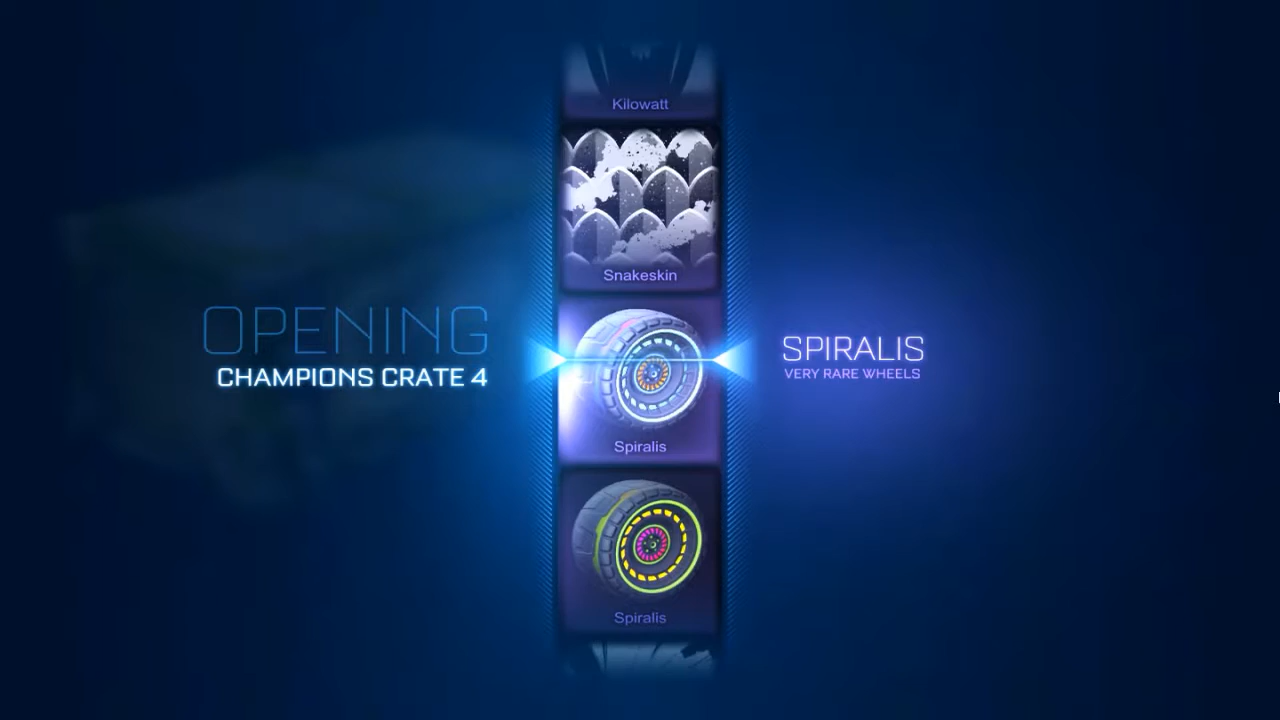 Kilowatt
Snakeskin
OPENING
CHAMPIONS CRATE 4
SPIRALIS
VERY RARE WHEELS
Spiralis
Spiralis